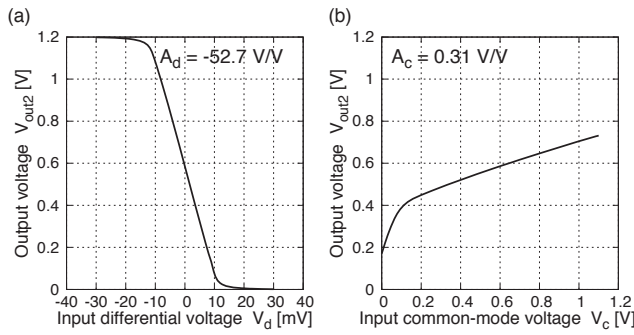 (a)
A_d = -52.7 V/V
Output voltage V_out2 [V]
1.2
1.0
0.8
0.6
0.4
0.2
0
-40 -30 -20 -10 0 10 20 30 40
Input differential voltage V_d [mV]
(b)
A_c = 0.31 V/V
Output voltage V_out2 [V]
1.2
1.0
0.8
0.6
0.4
0.2
0
0 0.2 0.4 0.6 0.8 1.0 1.2
Input common-mode voltage V_c [V]